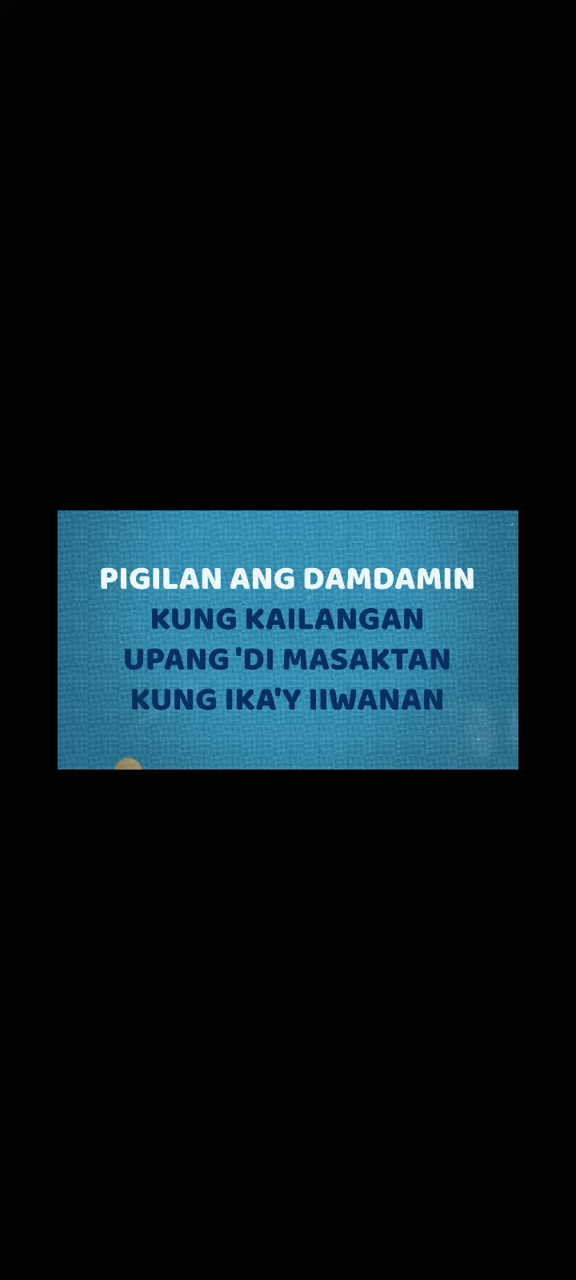 PIGILAN ANG DAMDAMIN
KUNG KAILANGAN
UPANG 'DI MASAKTAN
KUNG IKA'Y IIWANAN